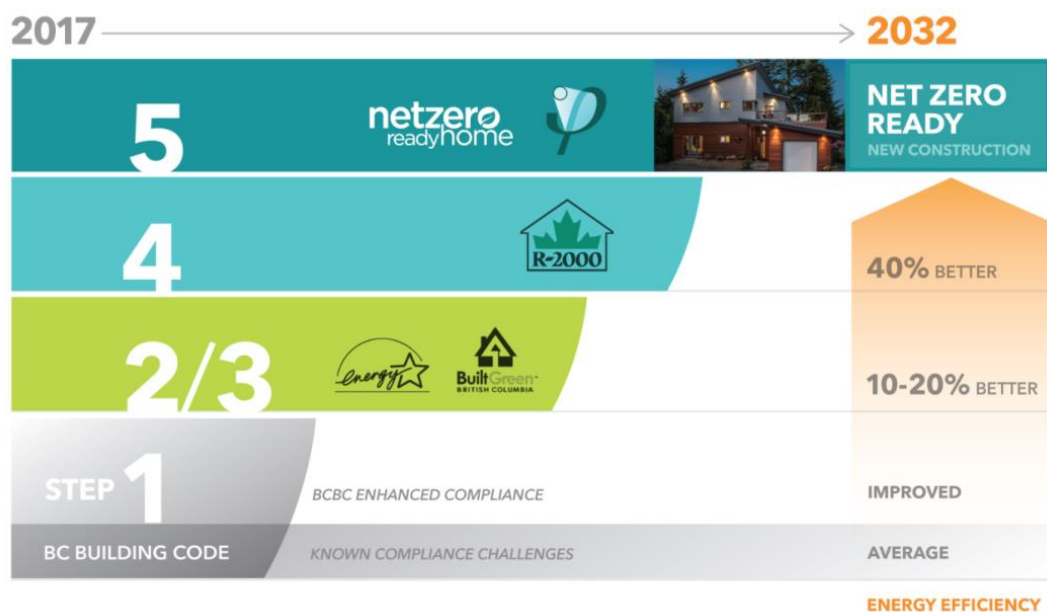 2017
2032
5
netzero
readyhome
NET ZERO
READY
NEW CONSTRUCTION
4
R-2000
40% BETTER
2/3
energy
BuiltGreen™
BRITISH COLUMBIA
10-20% BETTER
STEP 1
BCBC ENHANCED COMPLIANCE
IMPROVED
BC BUILDING CODE
KNOWN COMPLIANCE CHALLENGES
AVERAGE
ENERGY EFFICIENCY